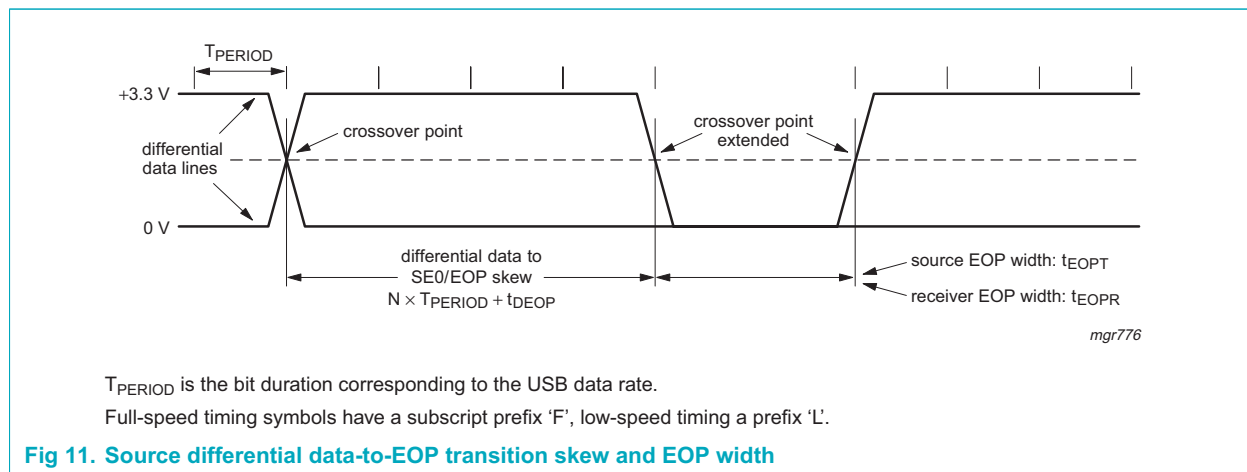 TPERIOD
+3.3 V
crossover point
crossover point
extended
differential
data lines
0 V
differential data to
SE0/EOP skew
N × TPERIOD + tDEOP
source EOP width: tEOPT
receiver EOP width: tEOPR
mgr776
TPERIOD is the bit duration corresponding to the USB data rate.
Full-speed timing symbols have a subscript prefix ‘F’, low-speed timing a prefix ‘L’.
Fig 11. Source differential data-to-EOP transition skew and EOP width